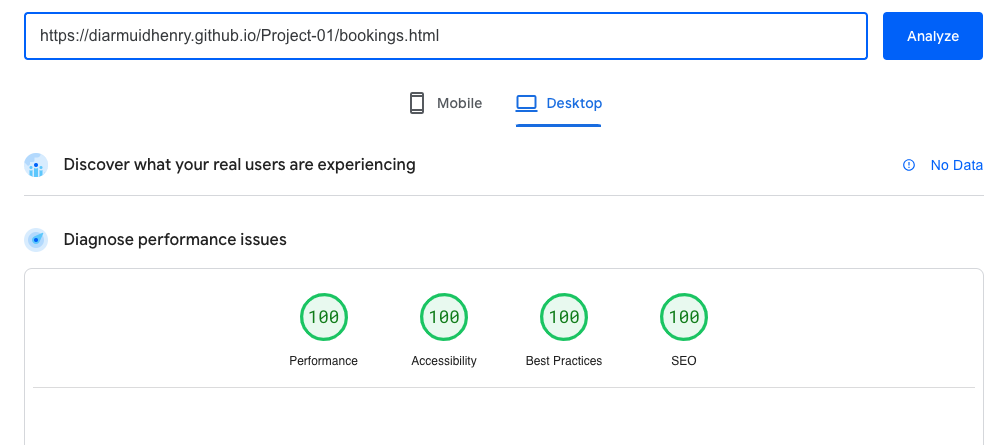 https://diarmuidhenry.github.io/Project-01/bookings.html
Analyze
Mobile
Desktop
Discover what your real users are experiencing
No Data
Diagnose performance issues
100
100
100
100
Performance
Accessibility
Best Practices
SEO